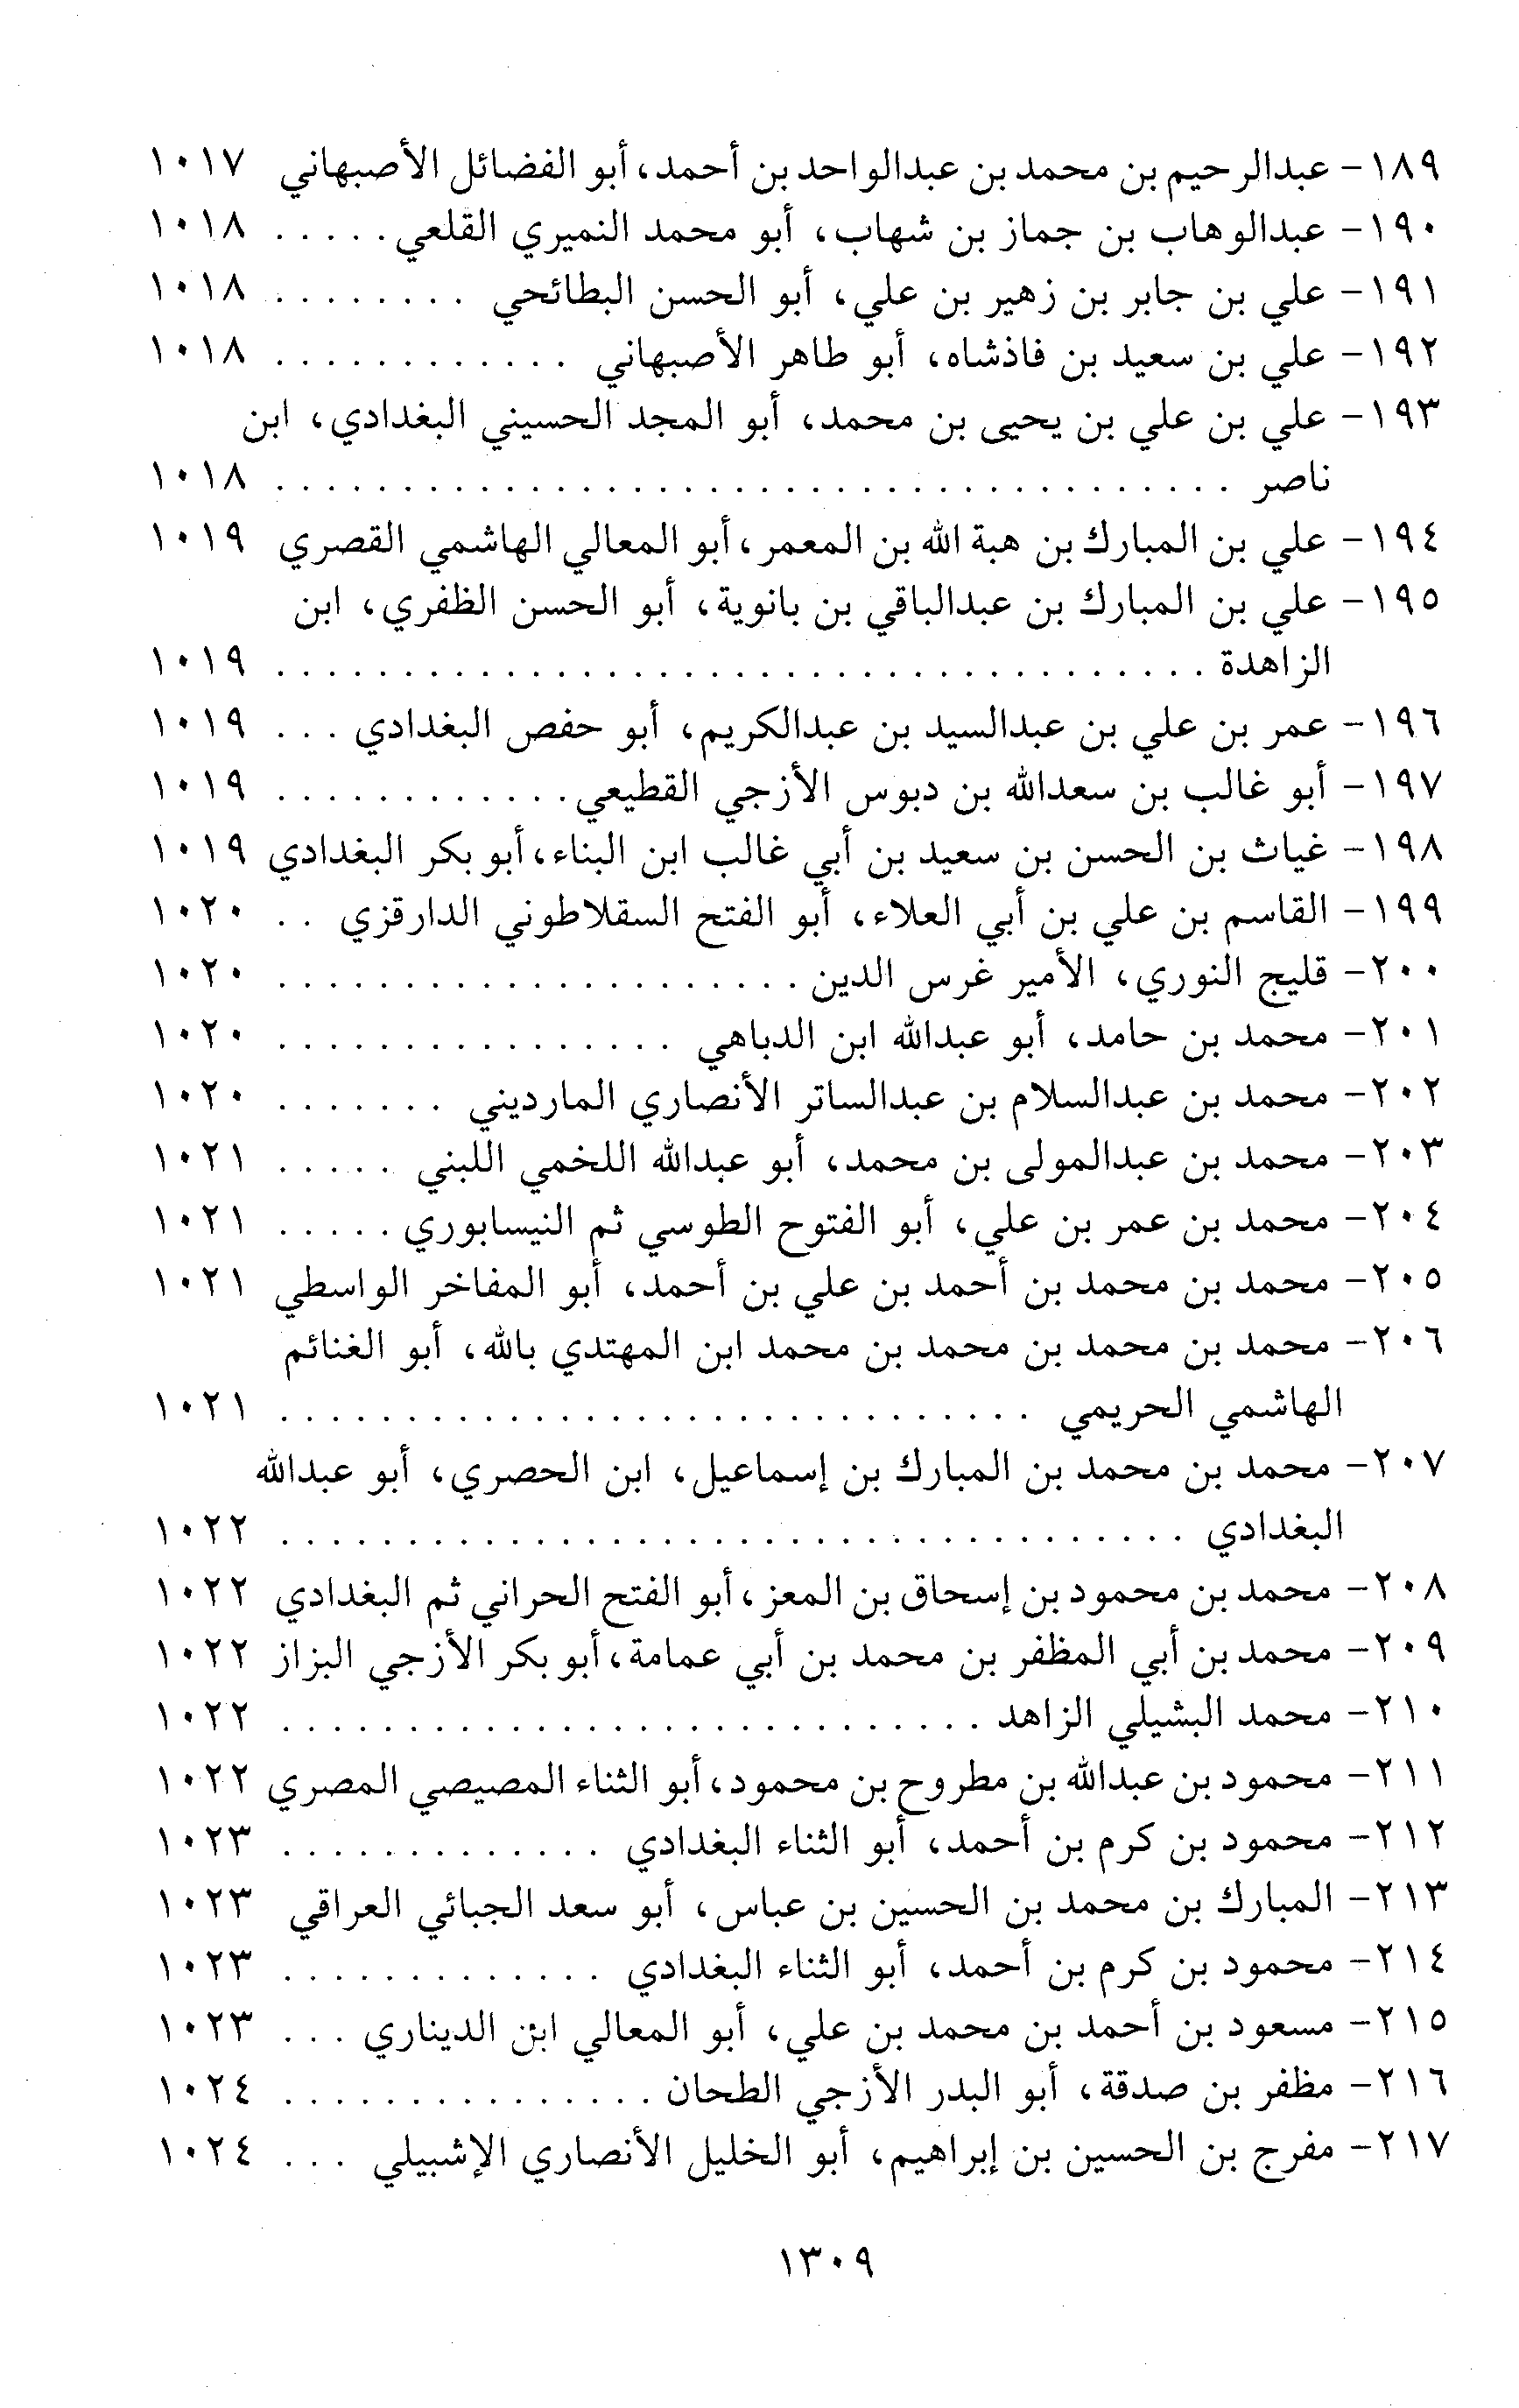 ١٨٩- عبدالرحيم بن محمد بن عبدالواحد بن أحمد، أبو الفضائل الأصبهاني ١٠١٧
١٩٠- عبدالوهاب بن جماز بن شهاب، أبو محمد النميري القلعي . . . . . ١٠١٨
١٩١- علي بن جابر بن زهير بن علي، أبو الحسن البطائحي . . . . . . . . ١٠١٨
١٩٢- علي بن سعيد بن فاذشاه، أبو طاهر الأصبهاني . . . . . . . . . . . . ١٠١٨
١٩٣- علي بن علي بن يحيى بن محمد، أبو المجد الحسيني البغدادي، ابن
ناصر . . . . . . . . . . . . . . . . . . . . . . . . . . . . . . . . . . . . . . ١٠١٨
١٩٤- علي بن المبارك بن هبة الله بن المعمر، أبو المعالي الهاشمي القصري ١٠١٩
١٩٥- علي بن المبارك بن عبدالباقي بن بانوية، أبو الحسن الظفري، ابن
الزاهدة . . . . . . . . . . . . . . . . . . . . . . . . . . . . . . . . . . . . . ١٠١٩
١٩٦- عمر بن علي بن عبدالسيد بن عبدالكريم، أبو حفص البغدادي . . . ١٠١٩
١٩٧- أبو غالب بن سعدالله بن دبوس الأزجي القطيعي . . . . . . . . . . . . ١٠١٩
١٩٨- غياث بن الحسن بن سعيد بن أبي غالب ابن البناء، أبو بكر البغدادي ١٠١٩
١٩٩- القاسم بن علي بن أبي العلاء، أبو الفتح السقلاطوني الدارقزي . . ١٠٢٠
٢٠٠- قليج النوري، الأمير غرس الدين . . . . . . . . . . . . . . . . . . . . . ١٠٢٠
٢٠١- محمد بن حامد، أبو عبدالله ابن الدباهي . . . . . . . . . . . . . . . . ١٠٢٠
٢٠٢- محمد بن عبدالسلام بن عبدالساتر الأنصاري المارديني . . . . . . . ١٠٢٠
٢٠٣- محمد بن عبدالمولى بن محمد، أبو عبدالله اللخمي اللبني . . . . . ١٠٢١
٢٠٤- محمد بن عمر بن علي، أبو الفتوح الطوسي ثم النيسابوري . . . . . ١٠٢١
٢٠٥- محمد بن محمد بن أحمد بن علي بن أحمد، أبو المفاخر الواسطي ١٠٢١
٢٠٦- محمد بن محمد بن محمد بن محمد ابن المهتدي بالله، أبو الغنائم
الهاشمي الحريمي . . . . . . . . . . . . . . . . . . . . . . . . . . . . . . ١٠٢١
٢٠٧- محمد بن محمد بن المبارك بن إسماعيل، ابن الحصري، أبو عبدالله
البغدادي . . . . . . . . . . . . . . . . . . . . . . . . . . . . . . . . . . . . ١٠٢٢
٢٠٨- محمد بن محمود بن إسحاق بن المعز، أبو الفتح الحراني ثم البغدادي ١٠٢٢
٢٠٩- محمد بن أبي المظفر بن محمد بن أبي عمامة، أبو بكر الأزجي البزاز ١٠٢٢
٢١٠- محمد البشيلي الزاهد . . . . . . . . . . . . . . . . . . . . . . . . . . . . ١٠٢٢
٢١١- محمود بن عبدالله بن مطروح بن محمود، أبو الثناء المصيصي المصري ١٠٢٢
٢١٢- محمود بن كرم بن أحمد، أبو الثناء البغدادي . . . . . . . . . . . . . ١٠٢٣
٢١٣- المبارك بن محمد بن الحسين بن عباس، أبو سعد الجبائي العراقي ١٠٢٣
٢١٤- محمود بن كرم بن أحمد، أبو الثناء البغدادي . . . . . . . . . . . . . ١٠٢٣
٢١٥- مسعود بن أحمد بن محمد بن علي، أبو المعالي ابن الديناري . . . ١٠٢٣
٢١٦- مظفر بن صدقة، أبو البدر الأزجي الطحان . . . . . . . . . . . . . . . ١٠٢٤
٢١٧- مفرج بن الحسين بن إبراهيم، أبو الخليل الأنصاري الإشبيلي . . . ١٠٢٤
١٣٠٩